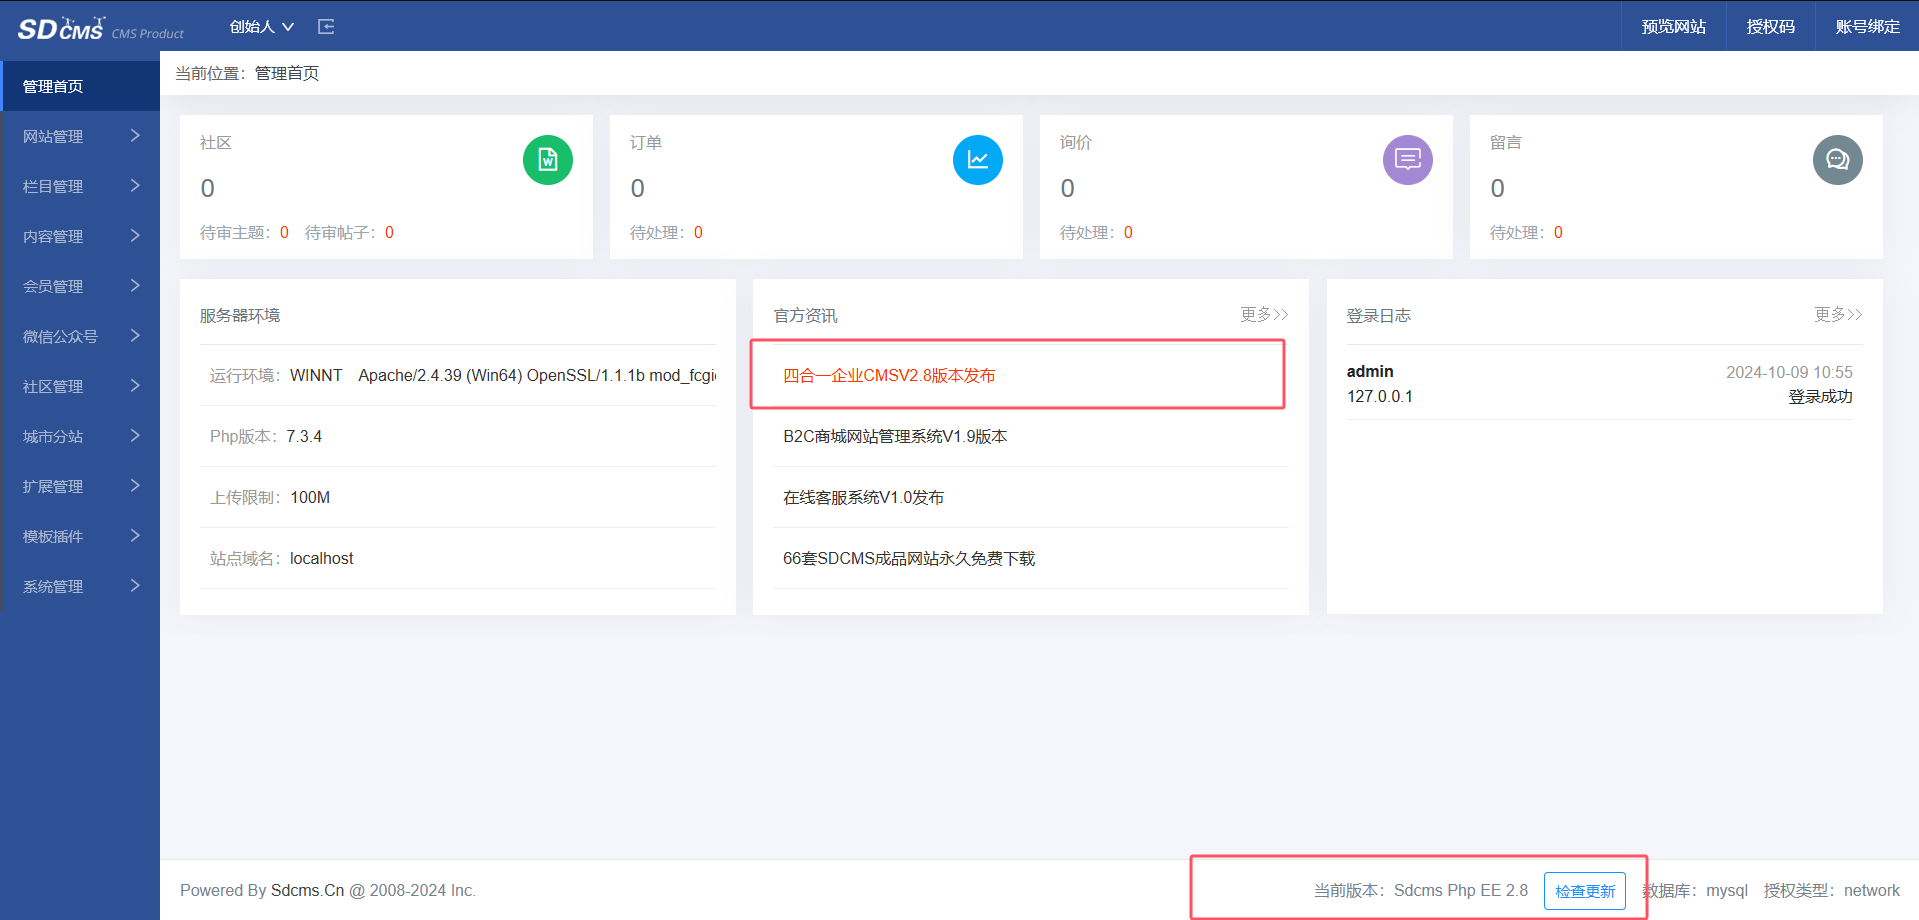 SDCMS CMS Product
创始人
预览网站
授权码
账号绑定
管理首页
网站管理
栏目管理
内容管理
会员管理
微信公众号
社区管理
城市分站
扩展管理
模板插件
系统管理
当前位置：管理首页
社区
0
待审主题：0 待审帖子：0
订单
0
待处理：0
询价
0
待处理：0
留言
0
待处理：0
服务器环境
运行环境：WINNT Apache/2.4.39 (Win64) OpenSSL/1.1.1b mod_fcgi
Php版本：7.3.4
上传限制：100M
站点域名：localhost
官方资讯
更多>>
四合一企业CMSV2.8版本发布
B2C商城网站管理系统V1.9版本
在线客服系统V1.0发布
66套SDCMS成品网站永久免费下载
登录日志
更多>>
admin 2024-10-09 10:55
127.0.0.1 登录成功
Powered By Sdcms.Cn @ 2008-2024 Inc.
当前版本：Sdcms Php EE 2.8 检查更新 数据库：mysql 授权类型：network